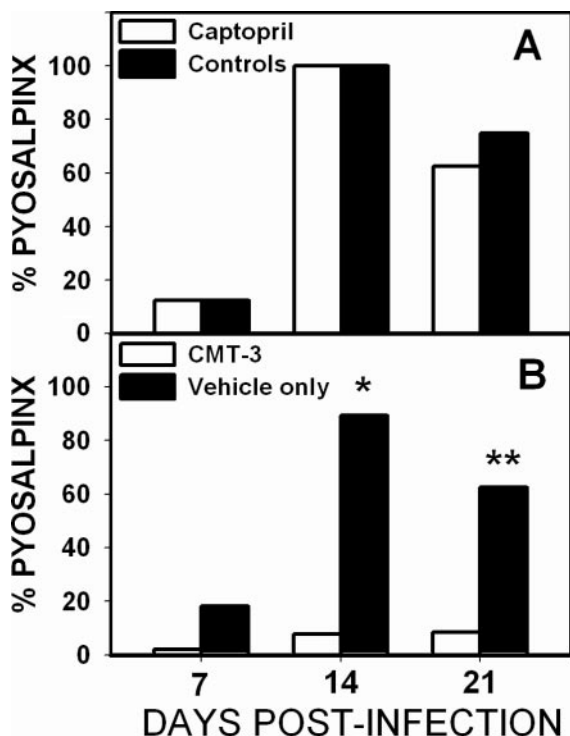 Captopril
Controls
A
100
80
60
40
20
0
% PYOSALPINX
CMT-3
Vehicle only
B
*
**
100
80
60
40
20
0
% PYOSALPINX
7 14 21
DAYS POST-INFECTION